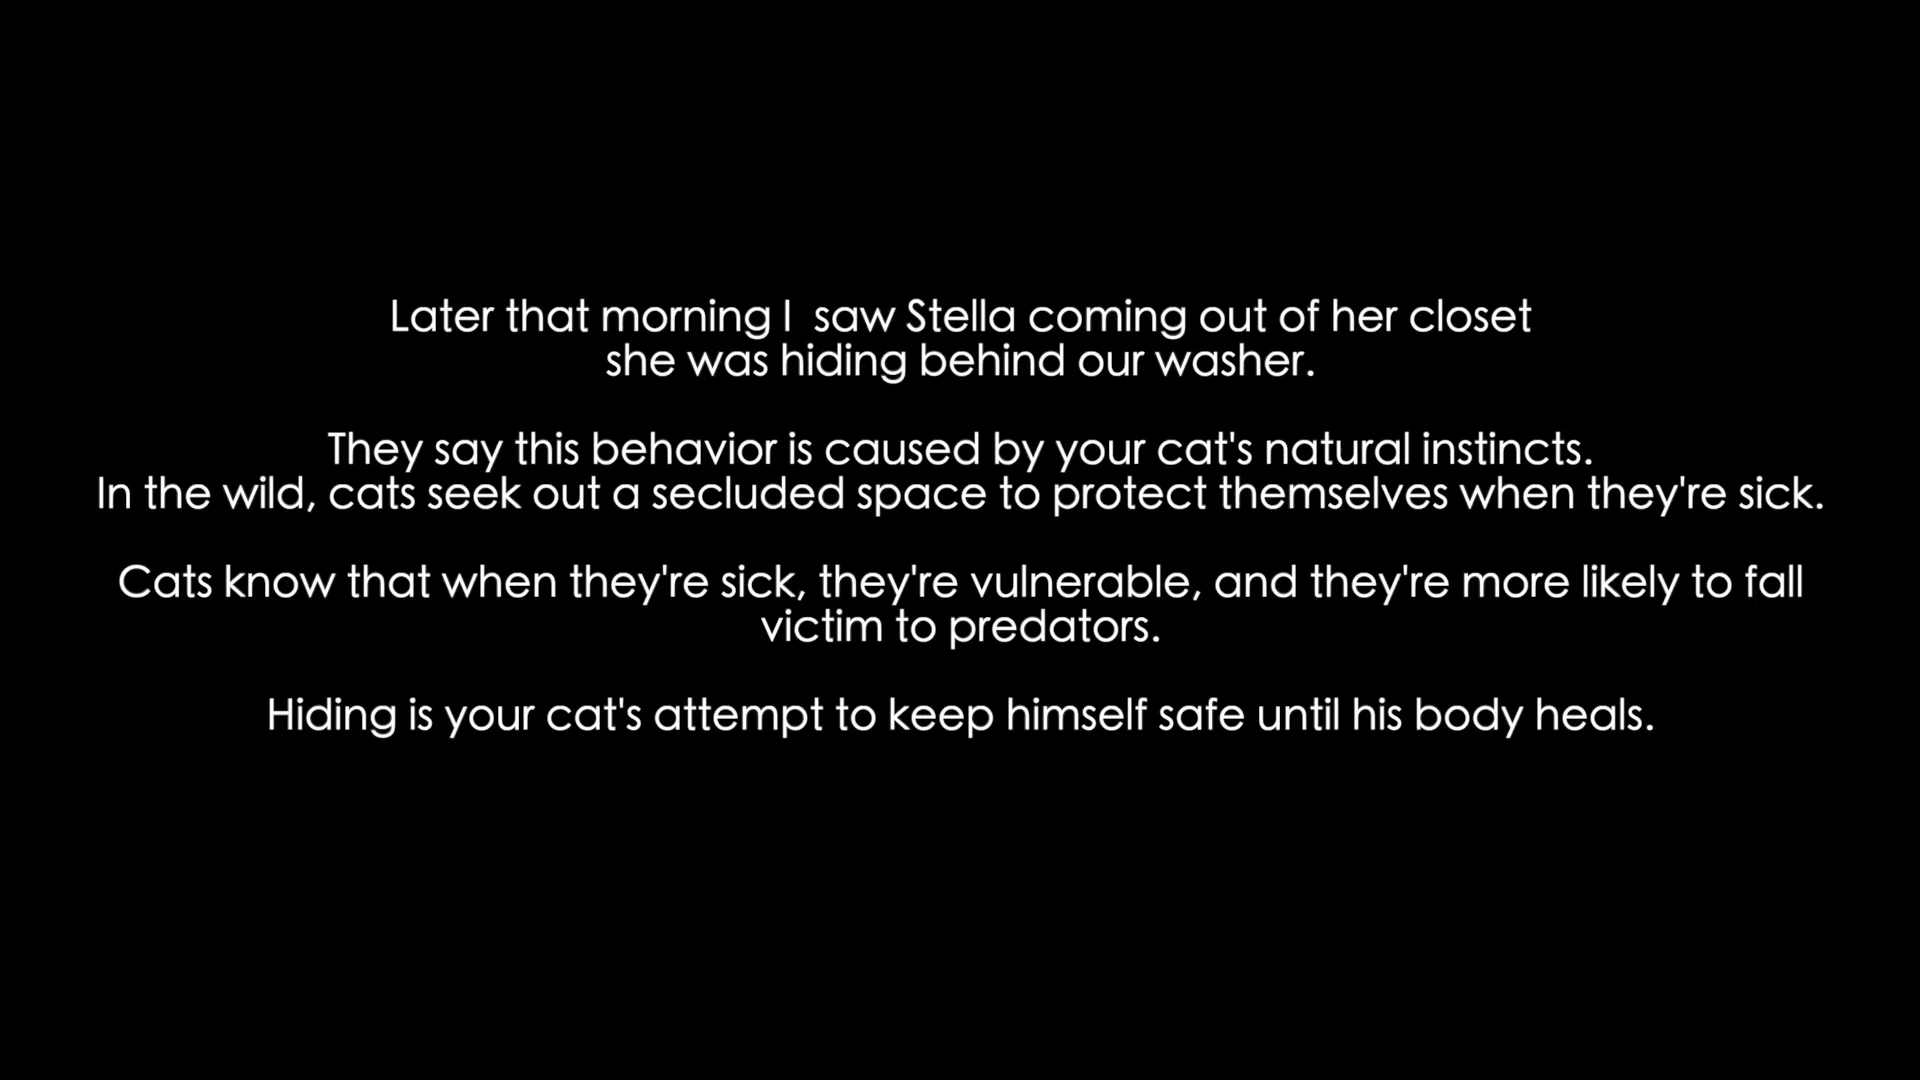 Later that morning I  saw Stella coming out of her closet
she was hiding behind our washer.
They say this behavior is caused by your cat's natural instincts.
In the wild, cats seek out a secluded space to protect themselves when they're sick.
Cats know that when they're sick, they're vulnerable, and they're more likely to fall
victim to predators.
Hiding is your cat's attempt to keep himself safe until his body heals.